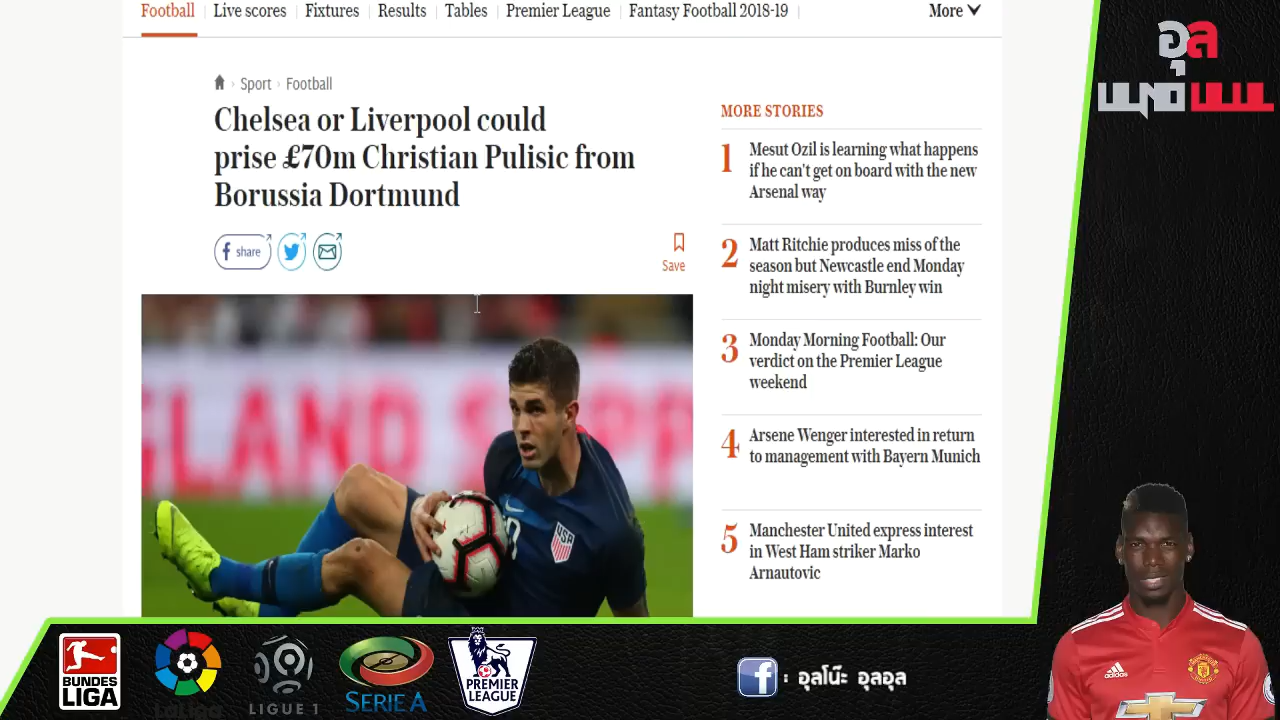 Football
Live scores
Fixtures
Results
Tables
Premier League
Fantasy Football 2018-19
More
Sport
Football
Chelsea or Liverpool could
prise £70m Christian Pulisic from
Borussia Dortmund
share
Save
MORE STORIES
1
Mesut Ozil is learning what happens
if he can't get on board with the new
Arsenal way
2
Matt Ritchie produces miss of the
season but Newcastle end Monday
night misery with Burnley win
3
Monday Morning Football: Our
verdict on the Premier League
weekend
4
Arsene Wenger interested in return
to management with Bayern Munich
5
Manchester United express interest
in West Ham striker Marko
Arnautovic
USA
อุล
BUNDES
LIGA
LaLiga
LIGUE 1
SERIE A
PREMIER
LEAGUE
f : อุลโน๊ะ อุลอุล
adidas